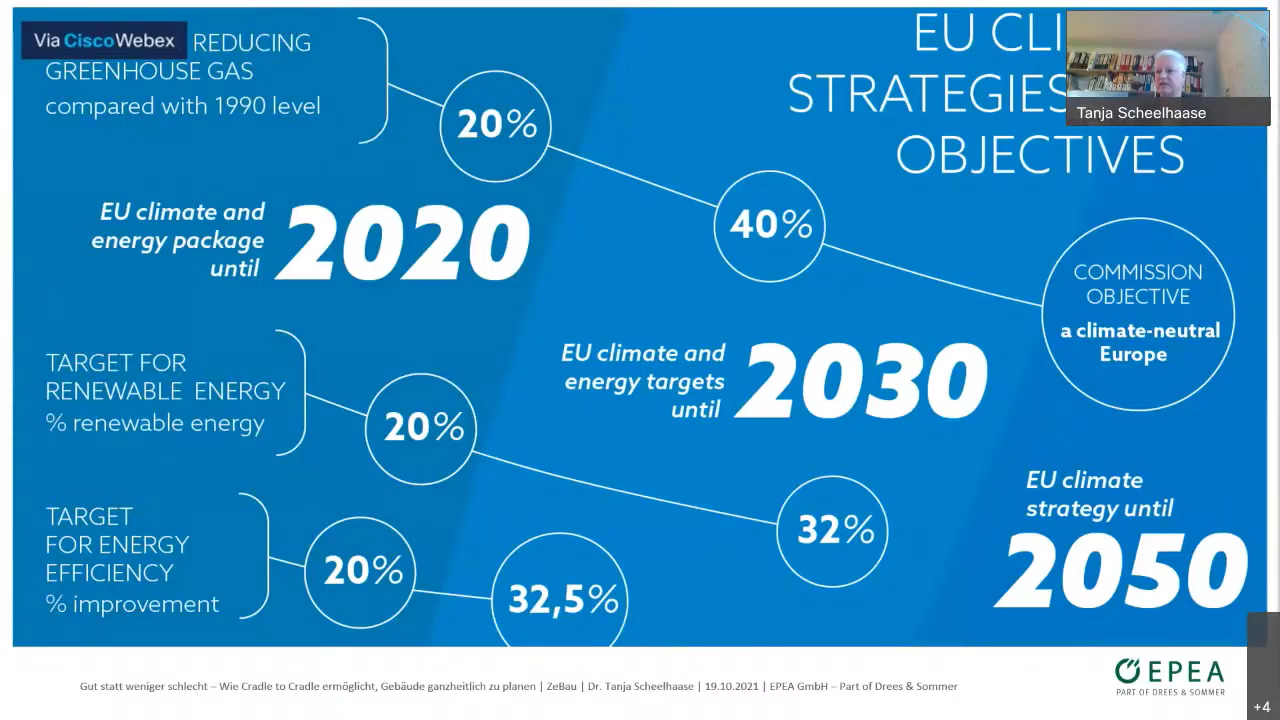 Via CiscoWebex
REDUCING
GREENHOUSE GAS
compared with 1990 level
20%
40%
EU CLI
STRATEGIES
OBJECTIVES
Tanja Scheelhaase
COMMISSION
OBJECTIVE
a climate-neutral
Europe
EU climate and
energy package
until
2020
TARGET FOR
RENEWABLE ENERGY
% renewable energy
20%
32%
EU climate and
energy targets
until
2030
TARGET
FOR ENERGY
EFFICIENCY
% improvement
20%
32,5%
EU climate
strategy until
2050
Gut statt weniger schlecht – Wie Cradle to Cradle ermöglicht, Gebäude ganzheitlich zu planen | ZeBau | Dr. Tanja Scheelhaase | 19.10.2021 | EPEA GmbH – Part of Drees & Sommer
EPEA
PART OF DREES & SOMMER
+4